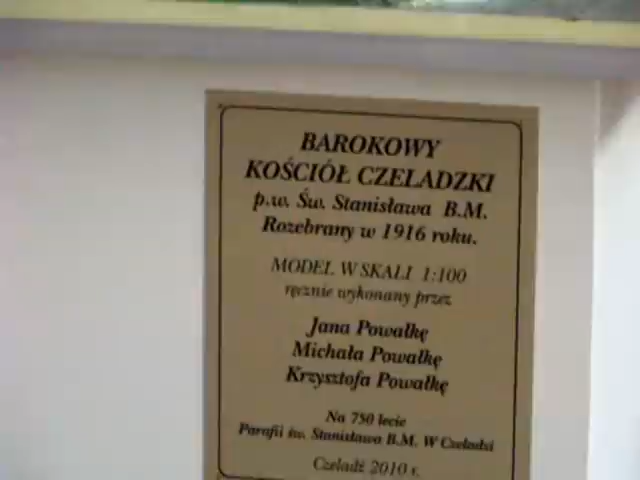 BAROKOWY
KOŚCIÓŁ CZELADZKI
p.w. Św. Stanisława B.M.
Rozebrany w 1916 roku.
MODEL W SKALI 1:100
ręcznie wykonany przez
Jana Powałkę
Michała Powałkę
Krzysztofa Powałkę
Na 750 lecie
Parafii św. Stanisława B.M. W Czeladzi
Czeladź 2010 r.